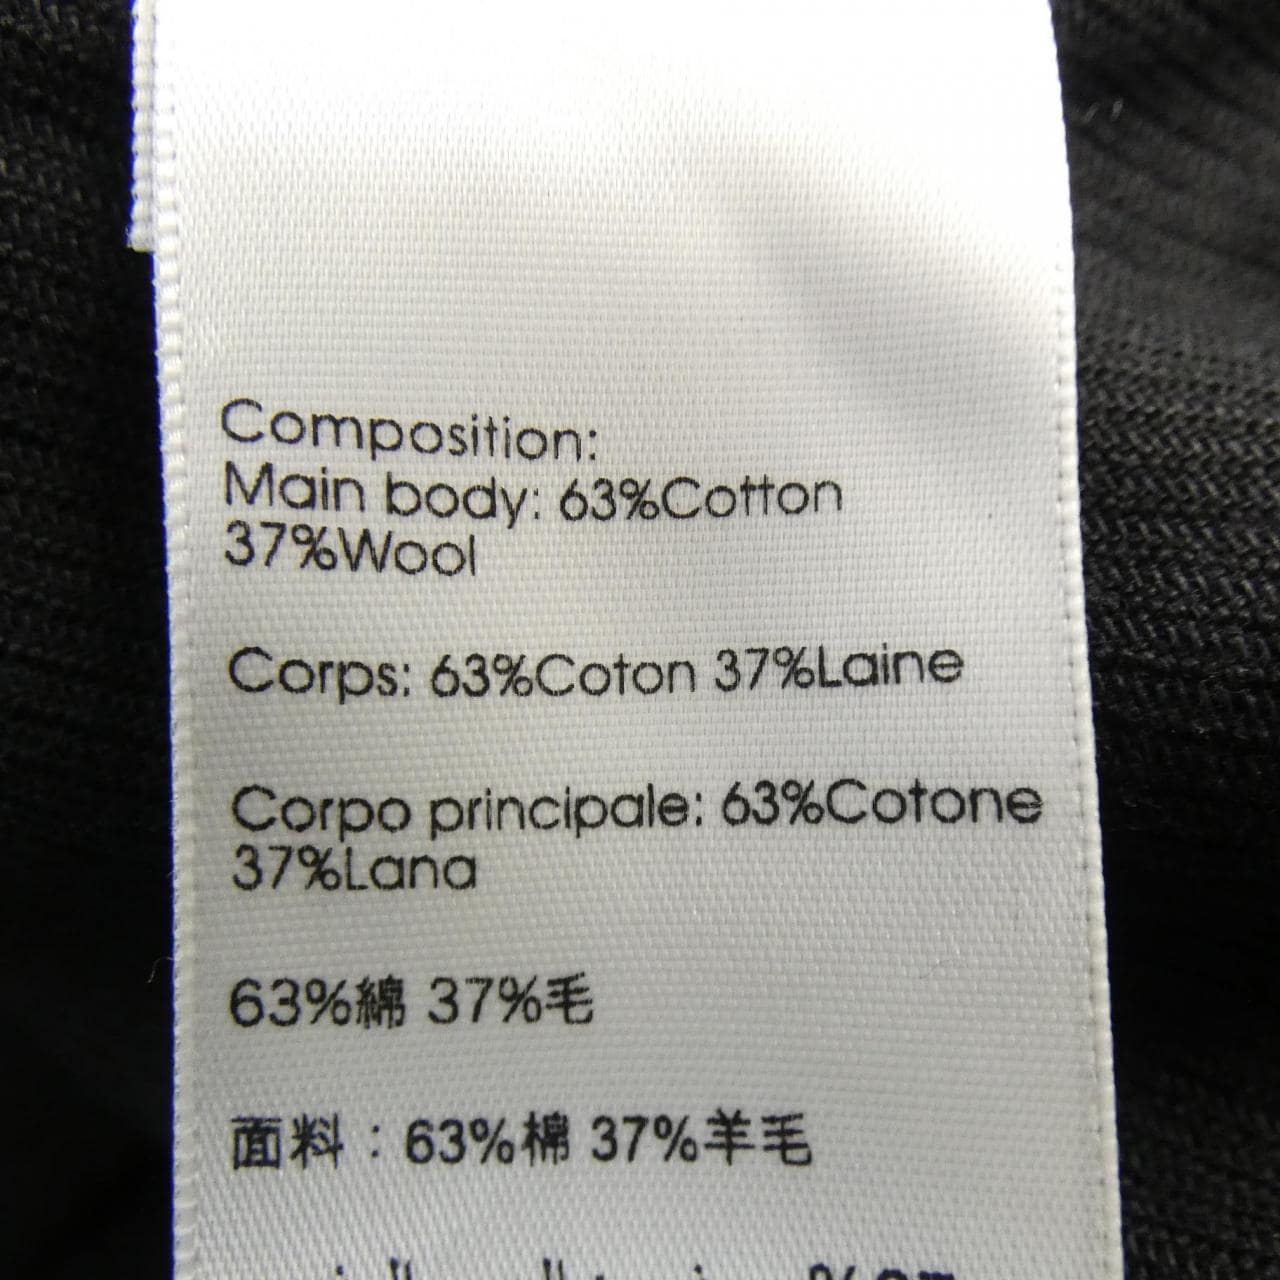 Composition:
Main body: 63%Cotton
37%Wool
Corps: 63%Coton 37%Laine
Corpo principale: 63%Cotone
37%Lana
63%綿 37%毛
面料：63%棉 37%羊毛